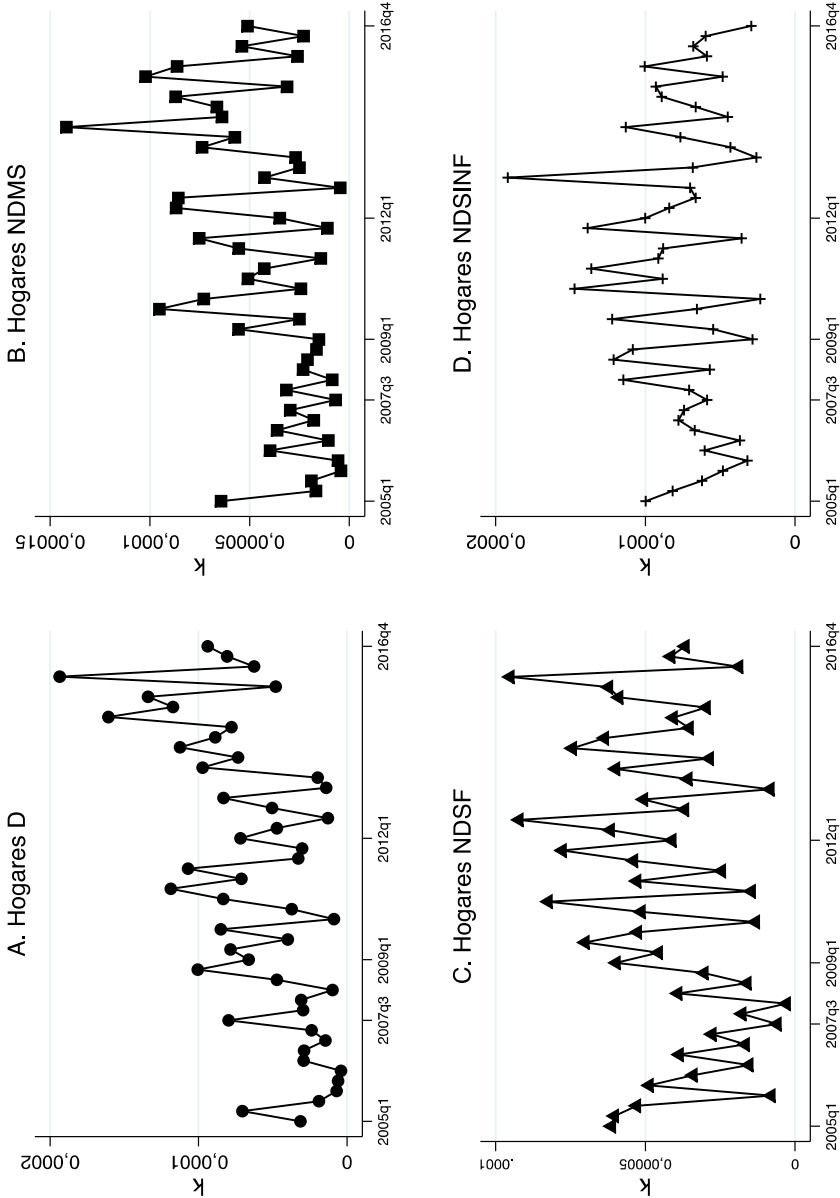 A. Hogares D
k
0,0002
0,0001
0
2005q1
2007q3
2009q1
2012q1
2016q4
B. Hogares NDMS
k
0,00015
0,0001
0,00005
0
2005q1
2007q3
2009q1
2012q1
2016q4
C. Hogares NDSF
k
.0001
0,00005
0
2005q1
2007q3
2009q1
2012q1
2016q4
D. Hogares NDSINF
k
0,0002
0,0001
0
2005q1
2007q3
2009q1
2012q1
2016q4